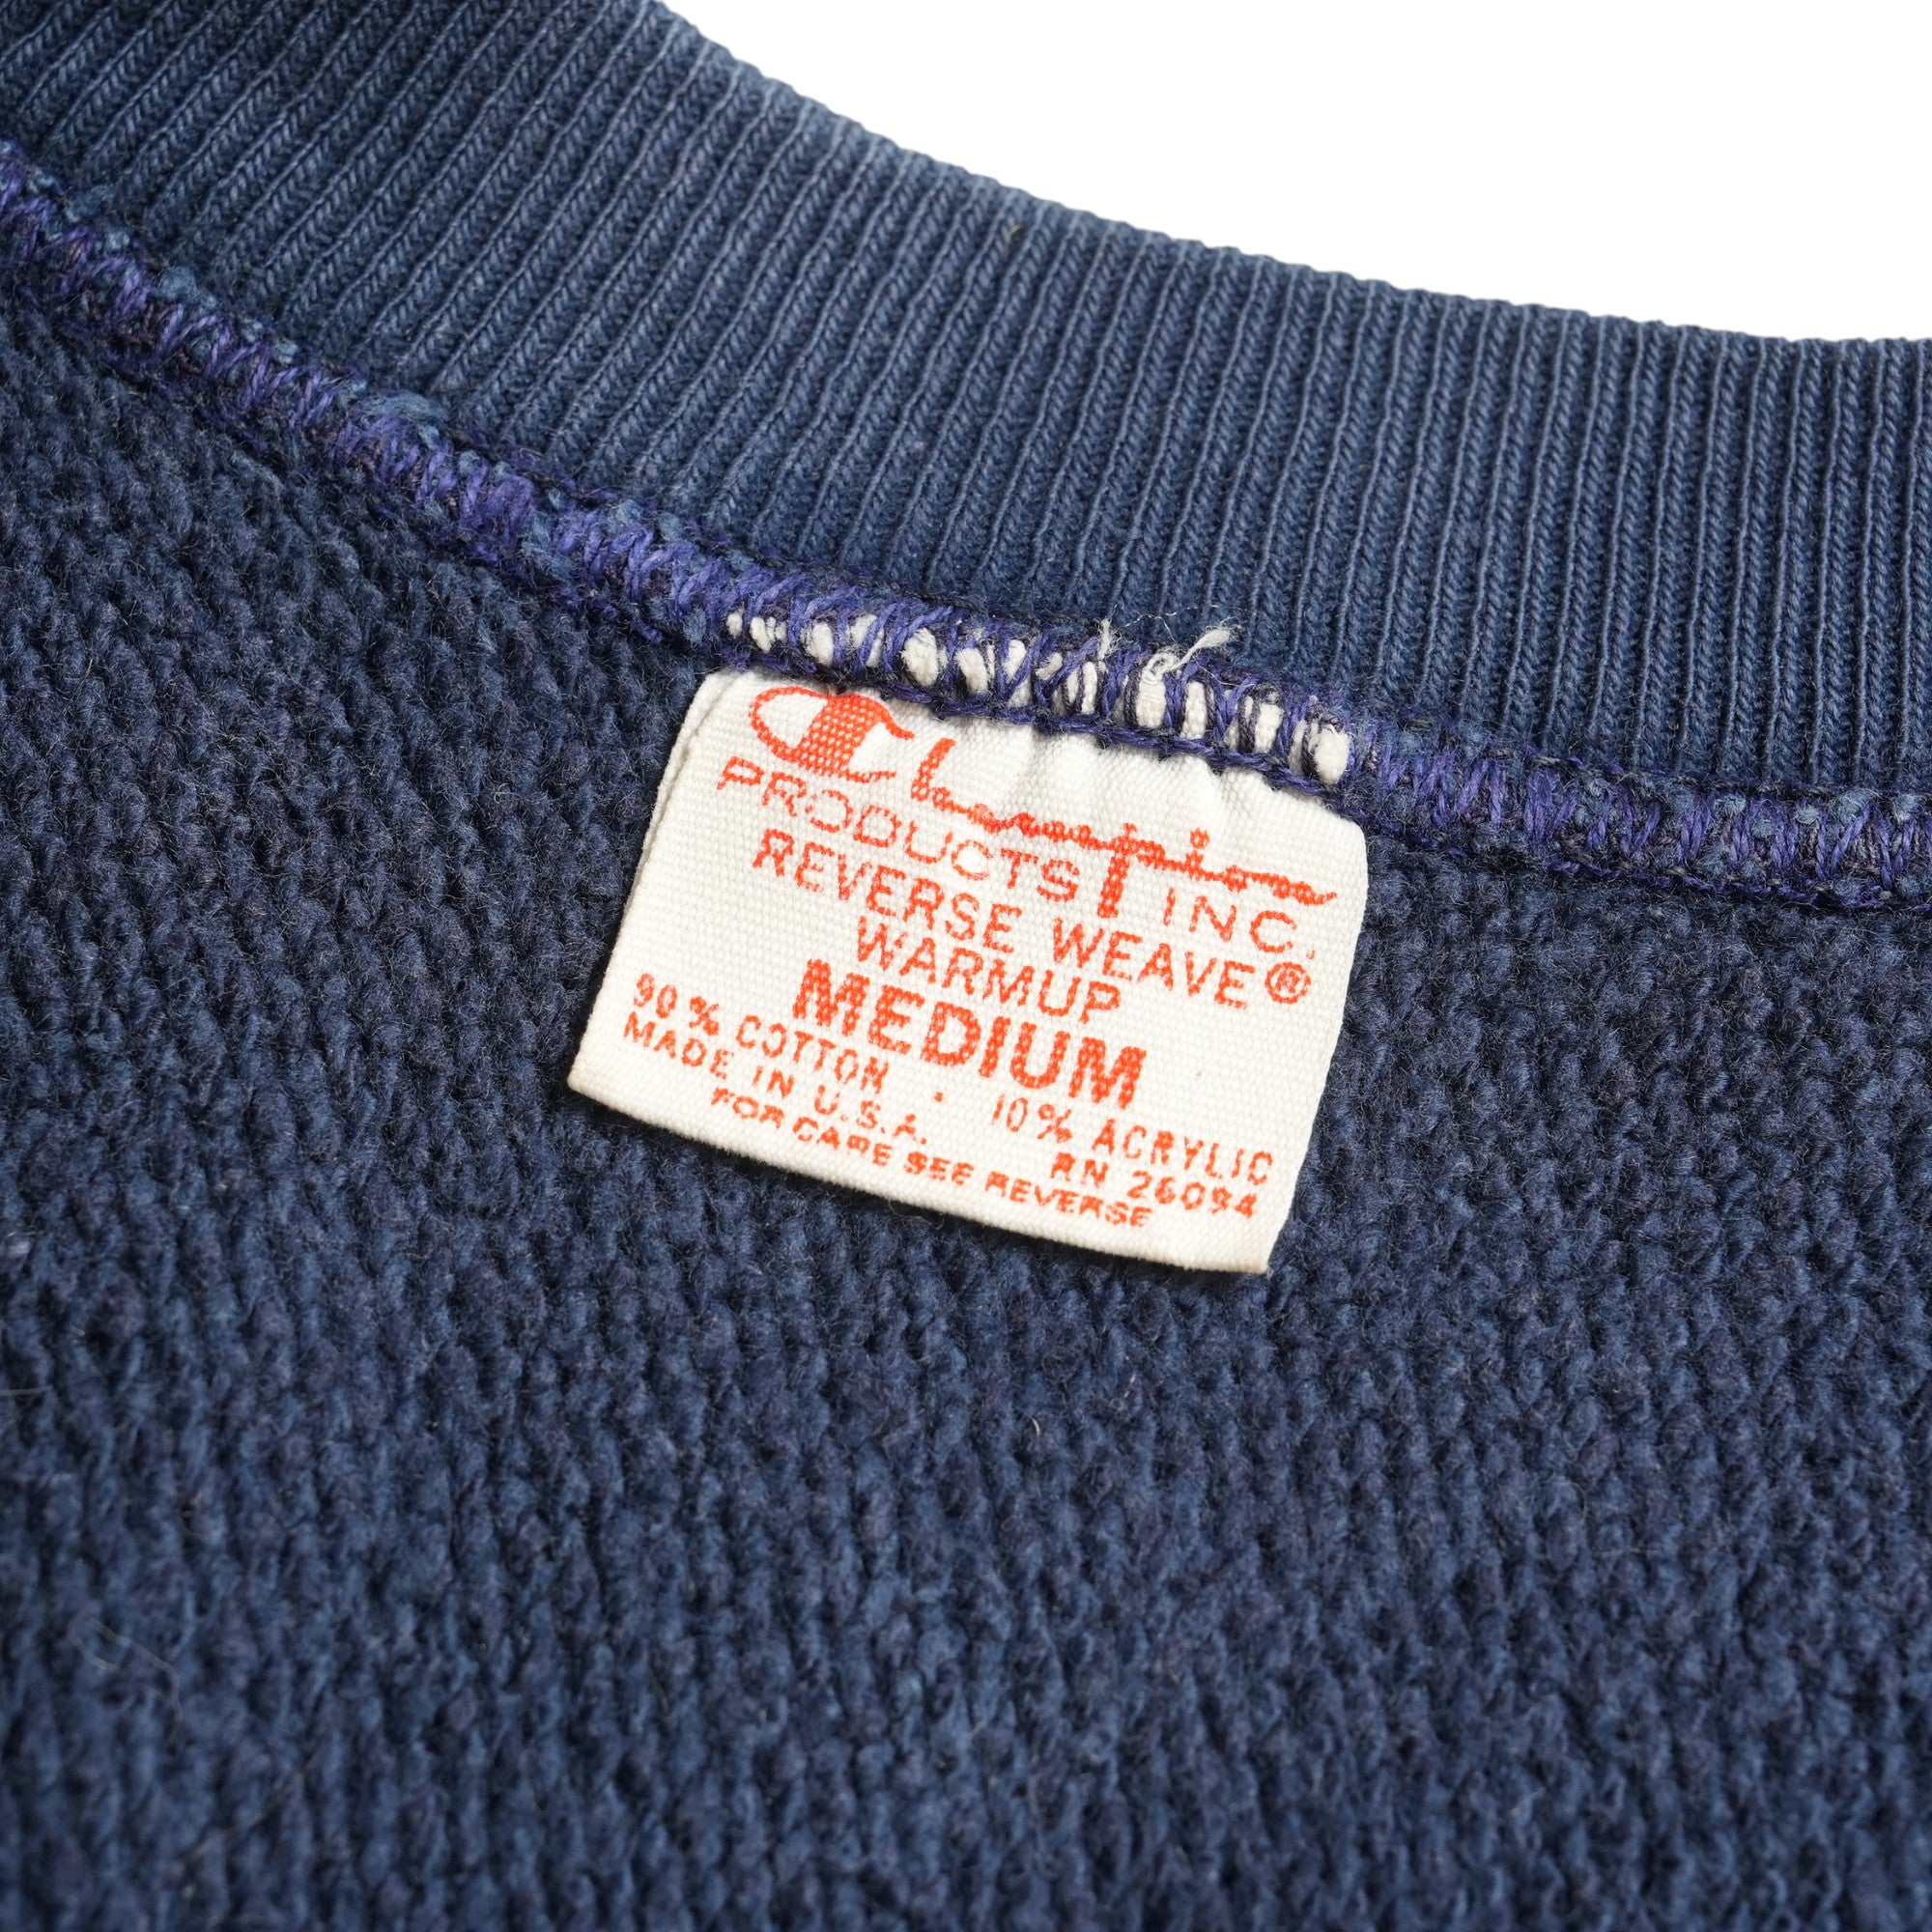 Champion
PRODUCTS INC.
REVERSE WEAVE®
WARMUP
MEDIUM
90% COTTON · 10% ACRYLIC
MADE IN U.S.A. RN 26094
FOR CARE SEE REVERSE